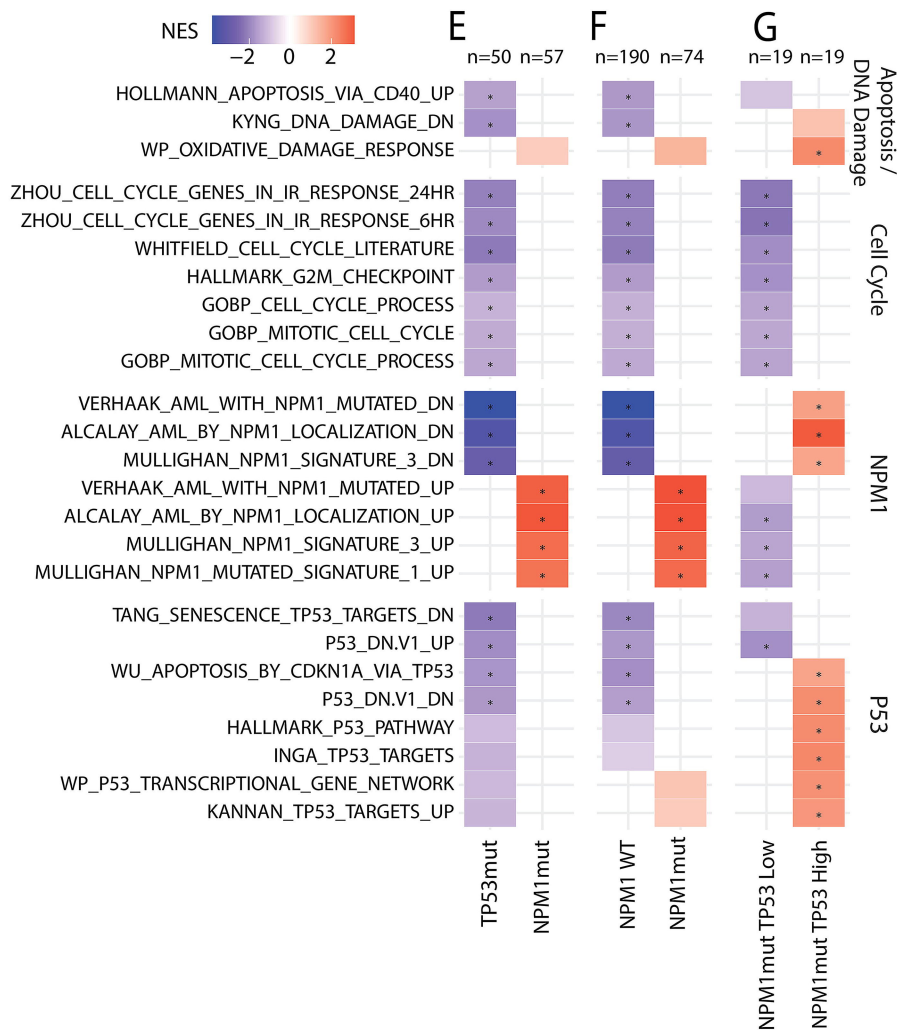 E F G
NES
−2 0 2
n=50 n=57 n=190 n=74 n=19 n=19
HOLLMANN_APOPTOSIS_VIA_CD40_UP * *
KYNG_DNA_DAMAGE_DN * *
WP_OXIDATIVE_DAMAGE_RESPONSE *
Apoptosis /
DNA Damage
ZHOU_CELL_CYCLE_GENES_IN_IR_RESPONSE_24HR * * *
ZHOU_CELL_CYCLE_GENES_IN_IR_RESPONSE_6HR * * *
WHITFIELD_CELL_CYCLE_LITERATURE * * *
HALLMARK_G2M_CHECKPOINT * * *
GOBP_CELL_CYCLE_PROCESS * * *
GOBP_MITOTIC_CELL_CYCLE * * *
GOBP_MITOTIC_CELL_CYCLE_PROCESS * * *
Cell Cycle
VERHAAK_AML_WITH_NPM1_MUTATED_DN * * *
ALCALAY_AML_BY_NPM1_LOCALIZATION_DN * * *
MULLIGHAN_NPM1_SIGNATURE_3_DN * * *
VERHAAK_AML_WITH_NPM1_MUTATED_UP * *
ALCALAY_AML_BY_NPM1_LOCALIZATION_UP * * *
MULLIGHAN_NPM1_SIGNATURE_3_UP * * *
MULLIGHAN_NPM1_MUTATED_SIGNATURE_1_UP * * *
NPM1
TANG_SENESCENCE_TP53_TARGETS_DN * *
P53_DN.V1_UP * * *
WU_APOPTOSIS_BY_CDKN1A_VIA_TP53 * * *
P53_DN.V1_DN * * *
HALLMARK_P53_PATHWAY *
INGA_TP53_TARGETS *
WP_P53_TRANSCRIPTIONAL_GENE_NETWORK *
KANNAN_TP53_TARGETS_UP *
P53
TP53mut
NPM1mut
NPM1 WT
NPM1mut
NPM1mut TP53 Low
NPM1mut TP53 High